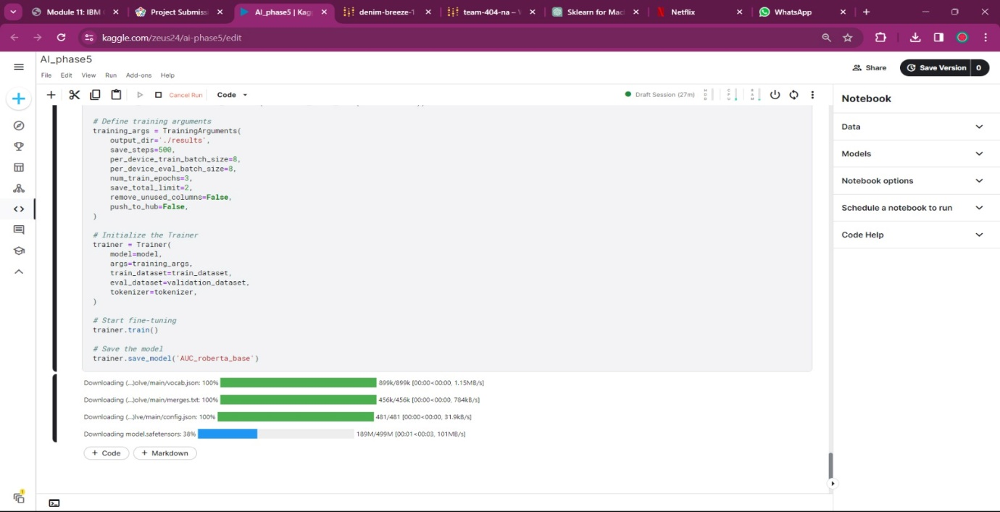 Module 11: IBM
Project Submiss
AI_phase5 | Kag
denim-breeze-1
team-404-na –
Sklearn for Mac
Netflix
WhatsApp
kaggle.com/zeus24/ai-phase5/edit
AI_phase5
File Edit View Run Add-ons Help
Share
Save Version 0
Cancel Run
Code
Draft Session (27m)
HDD
CPU
RAM
Notebook
Data
Models
Notebook options
Schedule a notebook to run
Code Help
# Define training arguments
training_args = TrainingArguments(
output_dir='./results',
save_steps=500,
per_device_train_batch_size=8,
per_device_eval_batch_size=8,
num_train_epochs=3,
save_total_limit=2,
remove_unused_columns=False,
push_to_hub=False,
)
# Initialize the Trainer
trainer = Trainer(
model=model,
args=training_args,
train_dataset=train_dataset,
eval_dataset=validation_dataset,
tokenizer=tokenizer,
)
# Start fine-tuning
trainer.train()
# Save the model
trainer.save_model('AUC_roberta_base')
Downloading (…)olve/main/vocab.json: 100% 899k/899k [00:00<00:00, 1.15MB/s]
Downloading (…)olve/main/merges.txt: 100% 456k/456k [00:00<00:00, 784kB/s]
Downloading (…)lve/main/config.json: 100% 481/481 [00:00<00:00, 31.9kB/s]
Downloading model.safetensors: 38% 189M/499M [00:01<00:03, 101MB/s]
+ Code + Markdown
1